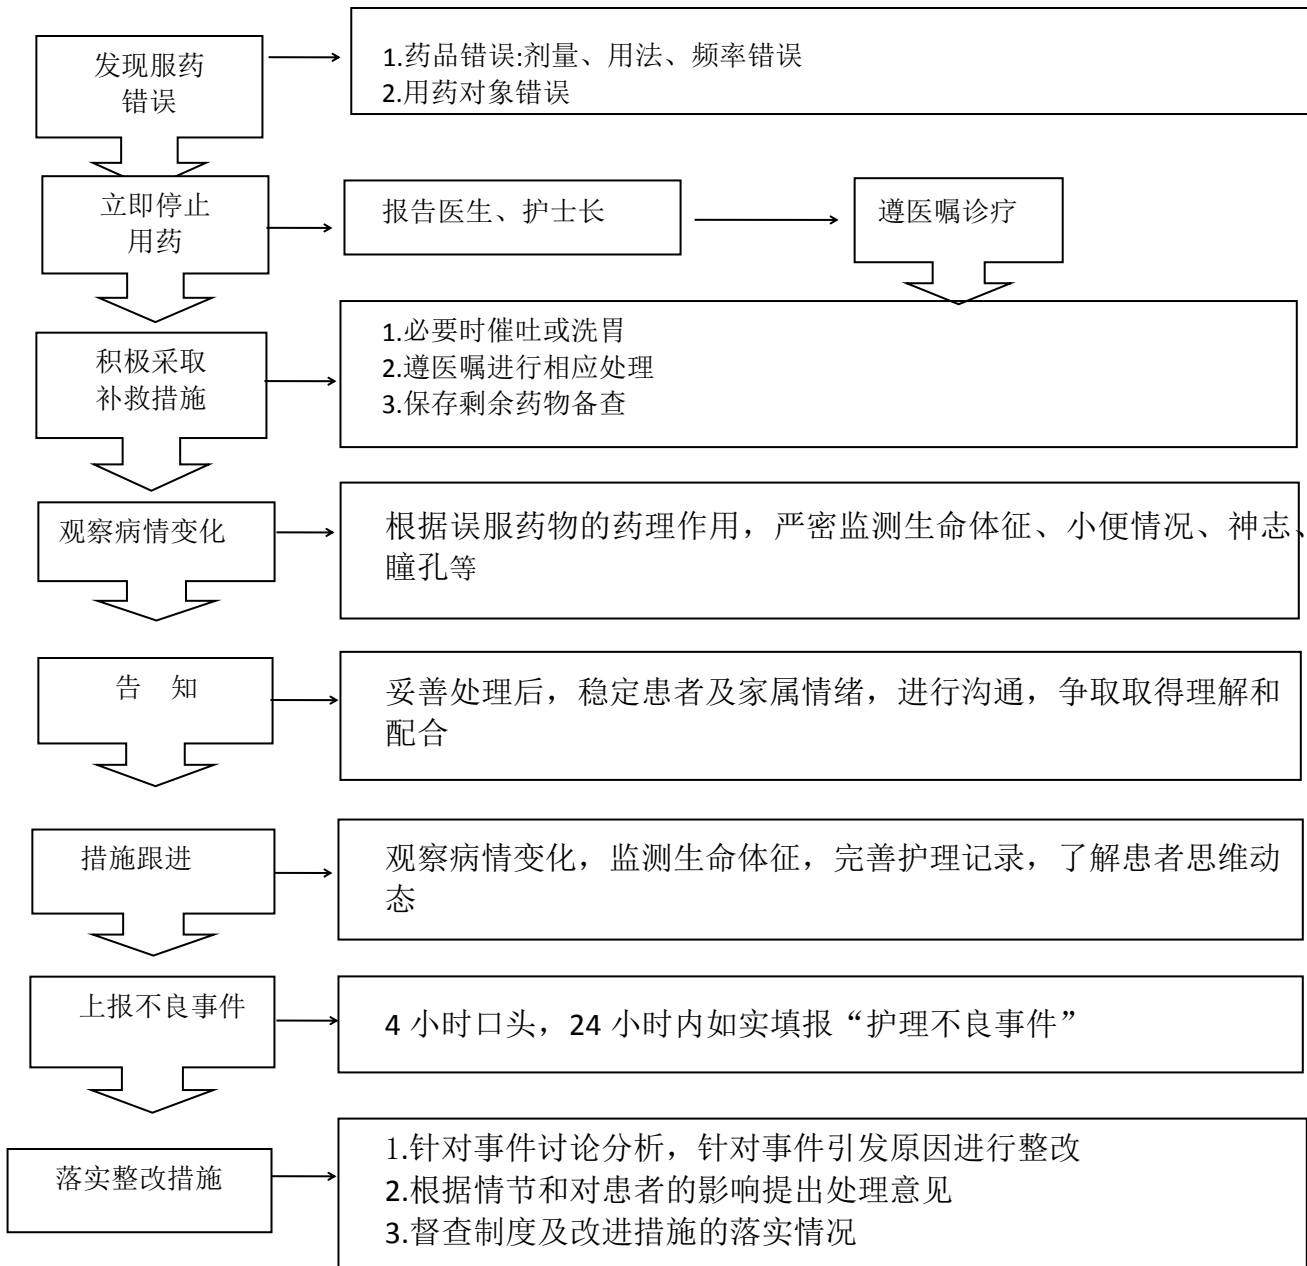 发现服药
错误
1.药品错误:剂量、用法、频率错误
2.用药对象错误
立即停止
用药
报告医生、护士长
遵医嘱诊疗
积极采取
补救措施
1.必要时催吐或洗胃
2.遵医嘱进行相应处理
3.保存剩余药物备查
观察病情变化
根据误服药物的药理作用，严密监测生命体征、小便情况、神志、
瞳孔等
告 知
妥善处理后，稳定患者及家属情绪，进行沟通，争取取得理解和
配合
措施跟进
观察病情变化，监测生命体征，完善护理记录，了解患者思维动
态
上报不良事件
4 小时口头，24 小时内如实填报“护理不良事件”
落实整改措施
1.针对事件讨论分析，针对事件引发原因进行整改
2.根据情节和对患者的影响提出处理意见
3.督查制度及改进措施的落实情况